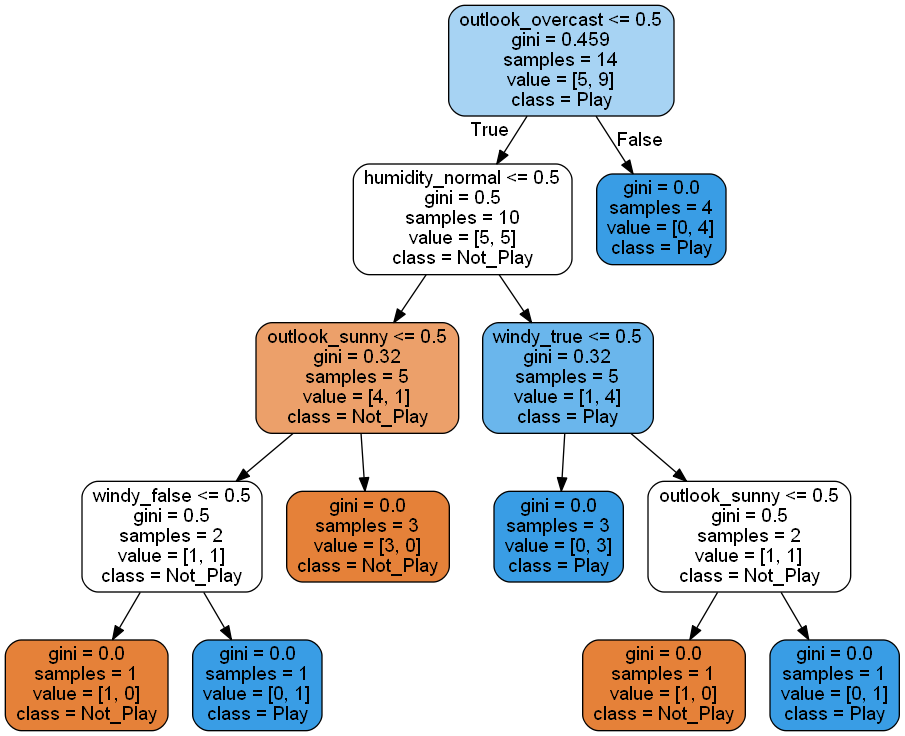 outlook_overcast <= 0.5
gini = 0.459
samples = 14
value = [5, 9]
class = Play
True
False
humidity_normal <= 0.5
gini = 0.5
samples = 10
value = [5, 5]
class = Not_Play
gini = 0.0
samples = 4
value = [0, 4]
class = Play
outlook_sunny <= 0.5
gini = 0.32
samples = 5
value = [4, 1]
class = Not_Play
windy_true <= 0.5
gini = 0.32
samples = 5
value = [1, 4]
class = Play
windy_false <= 0.5
gini = 0.5
samples = 2
value = [1, 1]
class = Not_Play
gini = 0.0
samples = 3
value = [3, 0]
class = Not_Play
gini = 0.0
samples = 3
value = [0, 3]
class = Play
outlook_sunny <= 0.5
gini = 0.5
samples = 2
value = [1, 1]
class = Not_Play
gini = 0.0
samples = 1
value = [1, 0]
class = Not_Play
gini = 0.0
samples = 1
value = [0, 1]
class = Play
gini = 0.0
samples = 1
value = [1, 0]
class = Not_Play
gini = 0.0
samples = 1
value = [0, 1]
class = Play